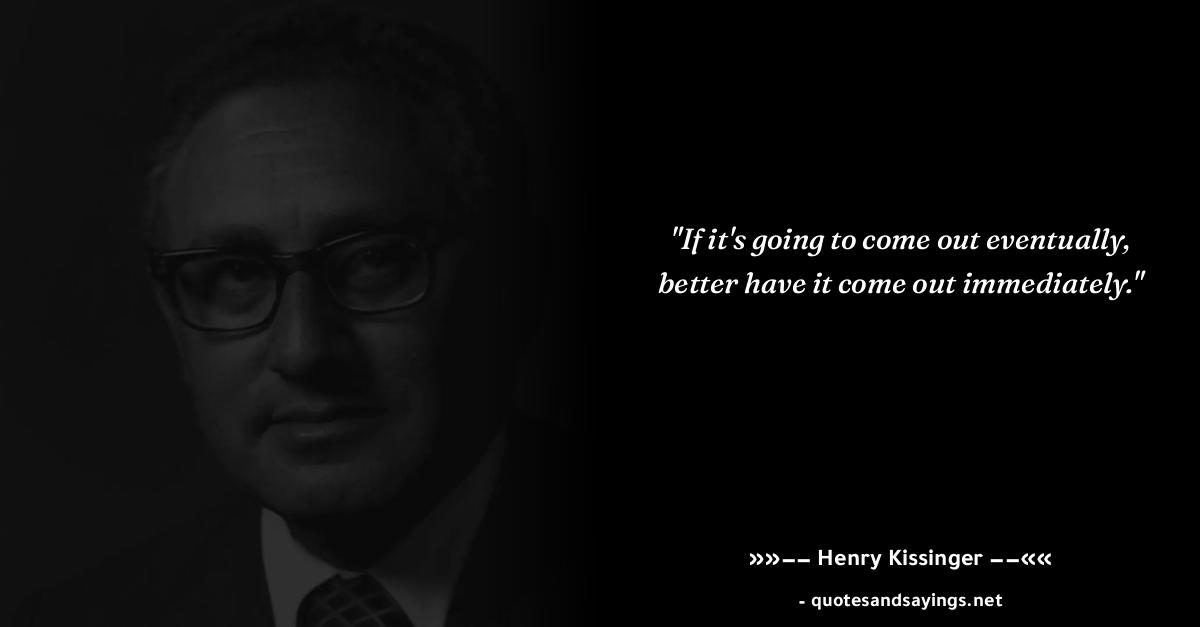 "If it's going to come out eventually,
better have it come out immediately."
»»–– Henry Kissinger ––««
- quotesandsayings.net